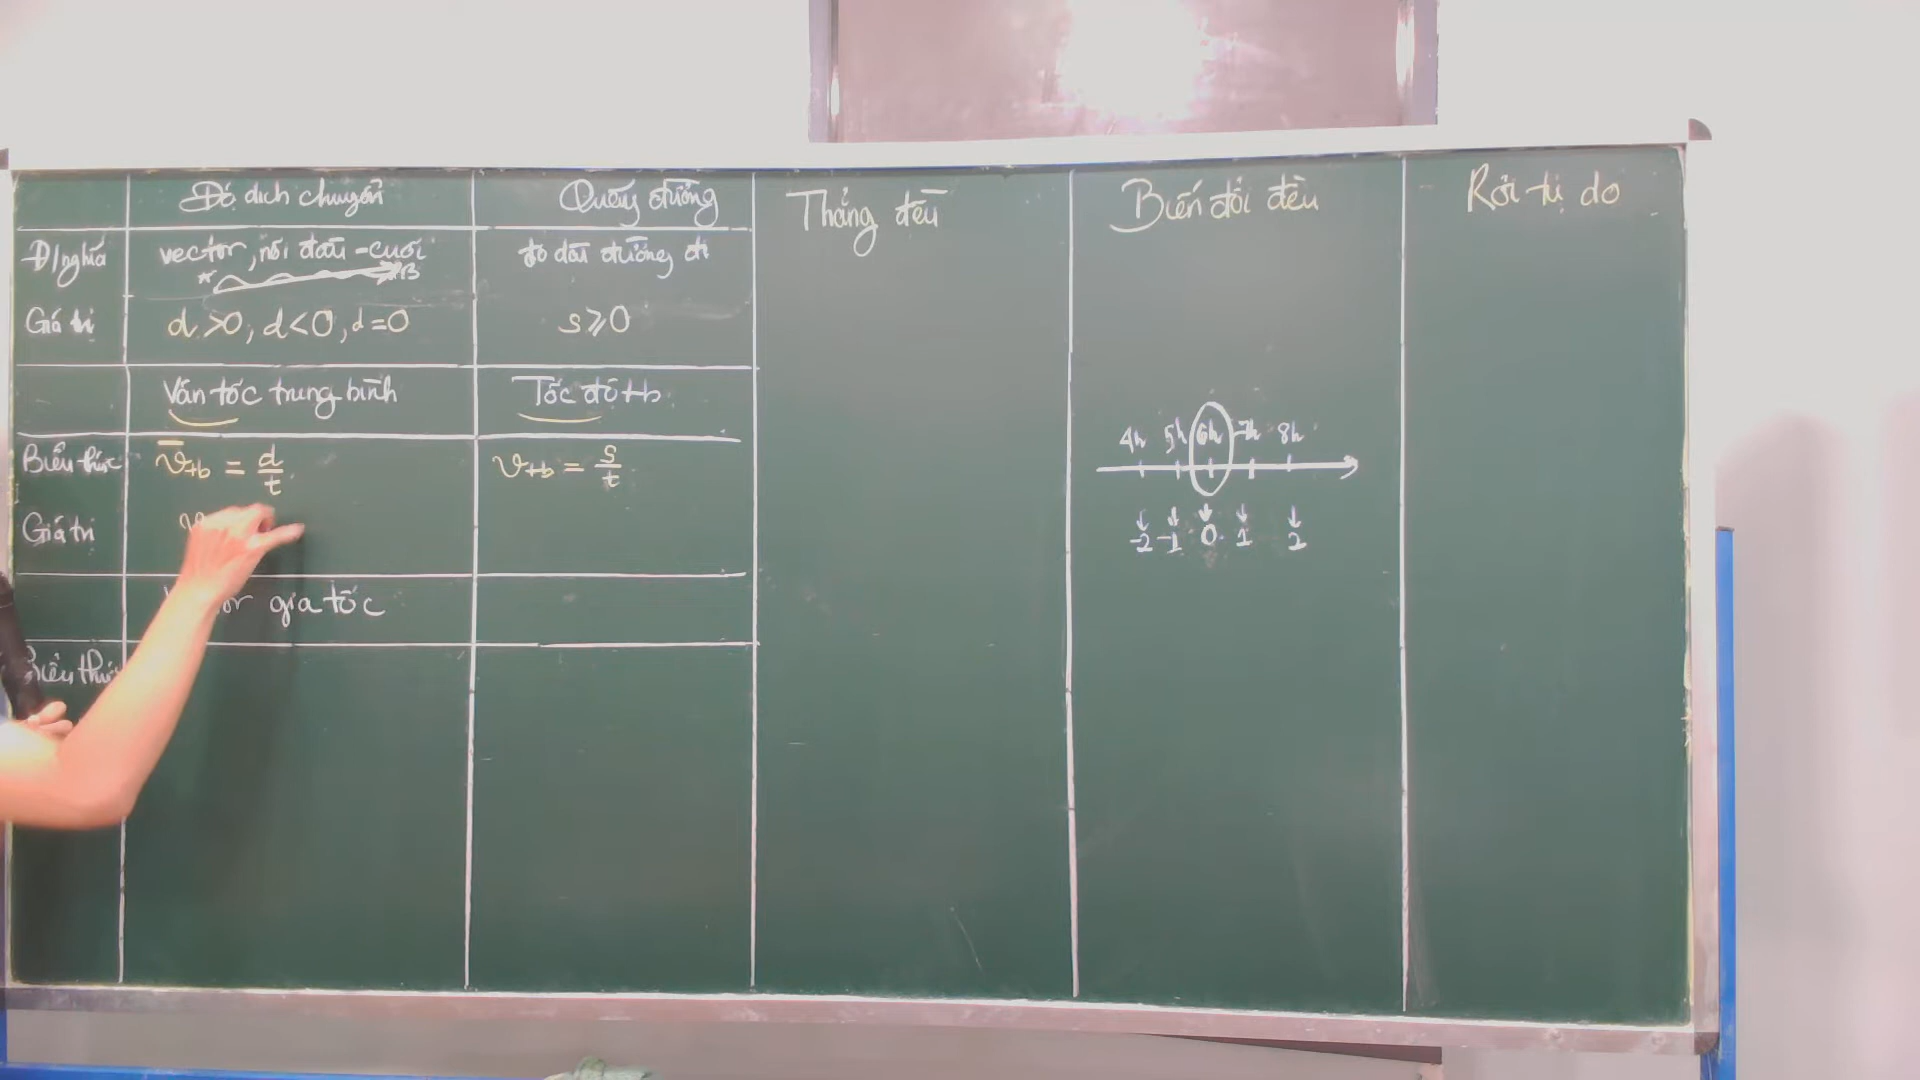 Độ dịch chuyển
Quãng đường
Thẳng đều
Biến đổi đều
Rơi tự do
Đ/nghĩa
vector, nối đầu - cuối
độ dài đường đi
A B
Giá trị
d > 0, d < 0, d = 0
s ⩾ 0
Vận tốc trung bình
Tốc độ tb
4h 5h 6h 7h 8h
Biểu thức
v̅tb = d/t
vtb = s/t
-2 -1 0 1 2
Giá trị
gia tốc